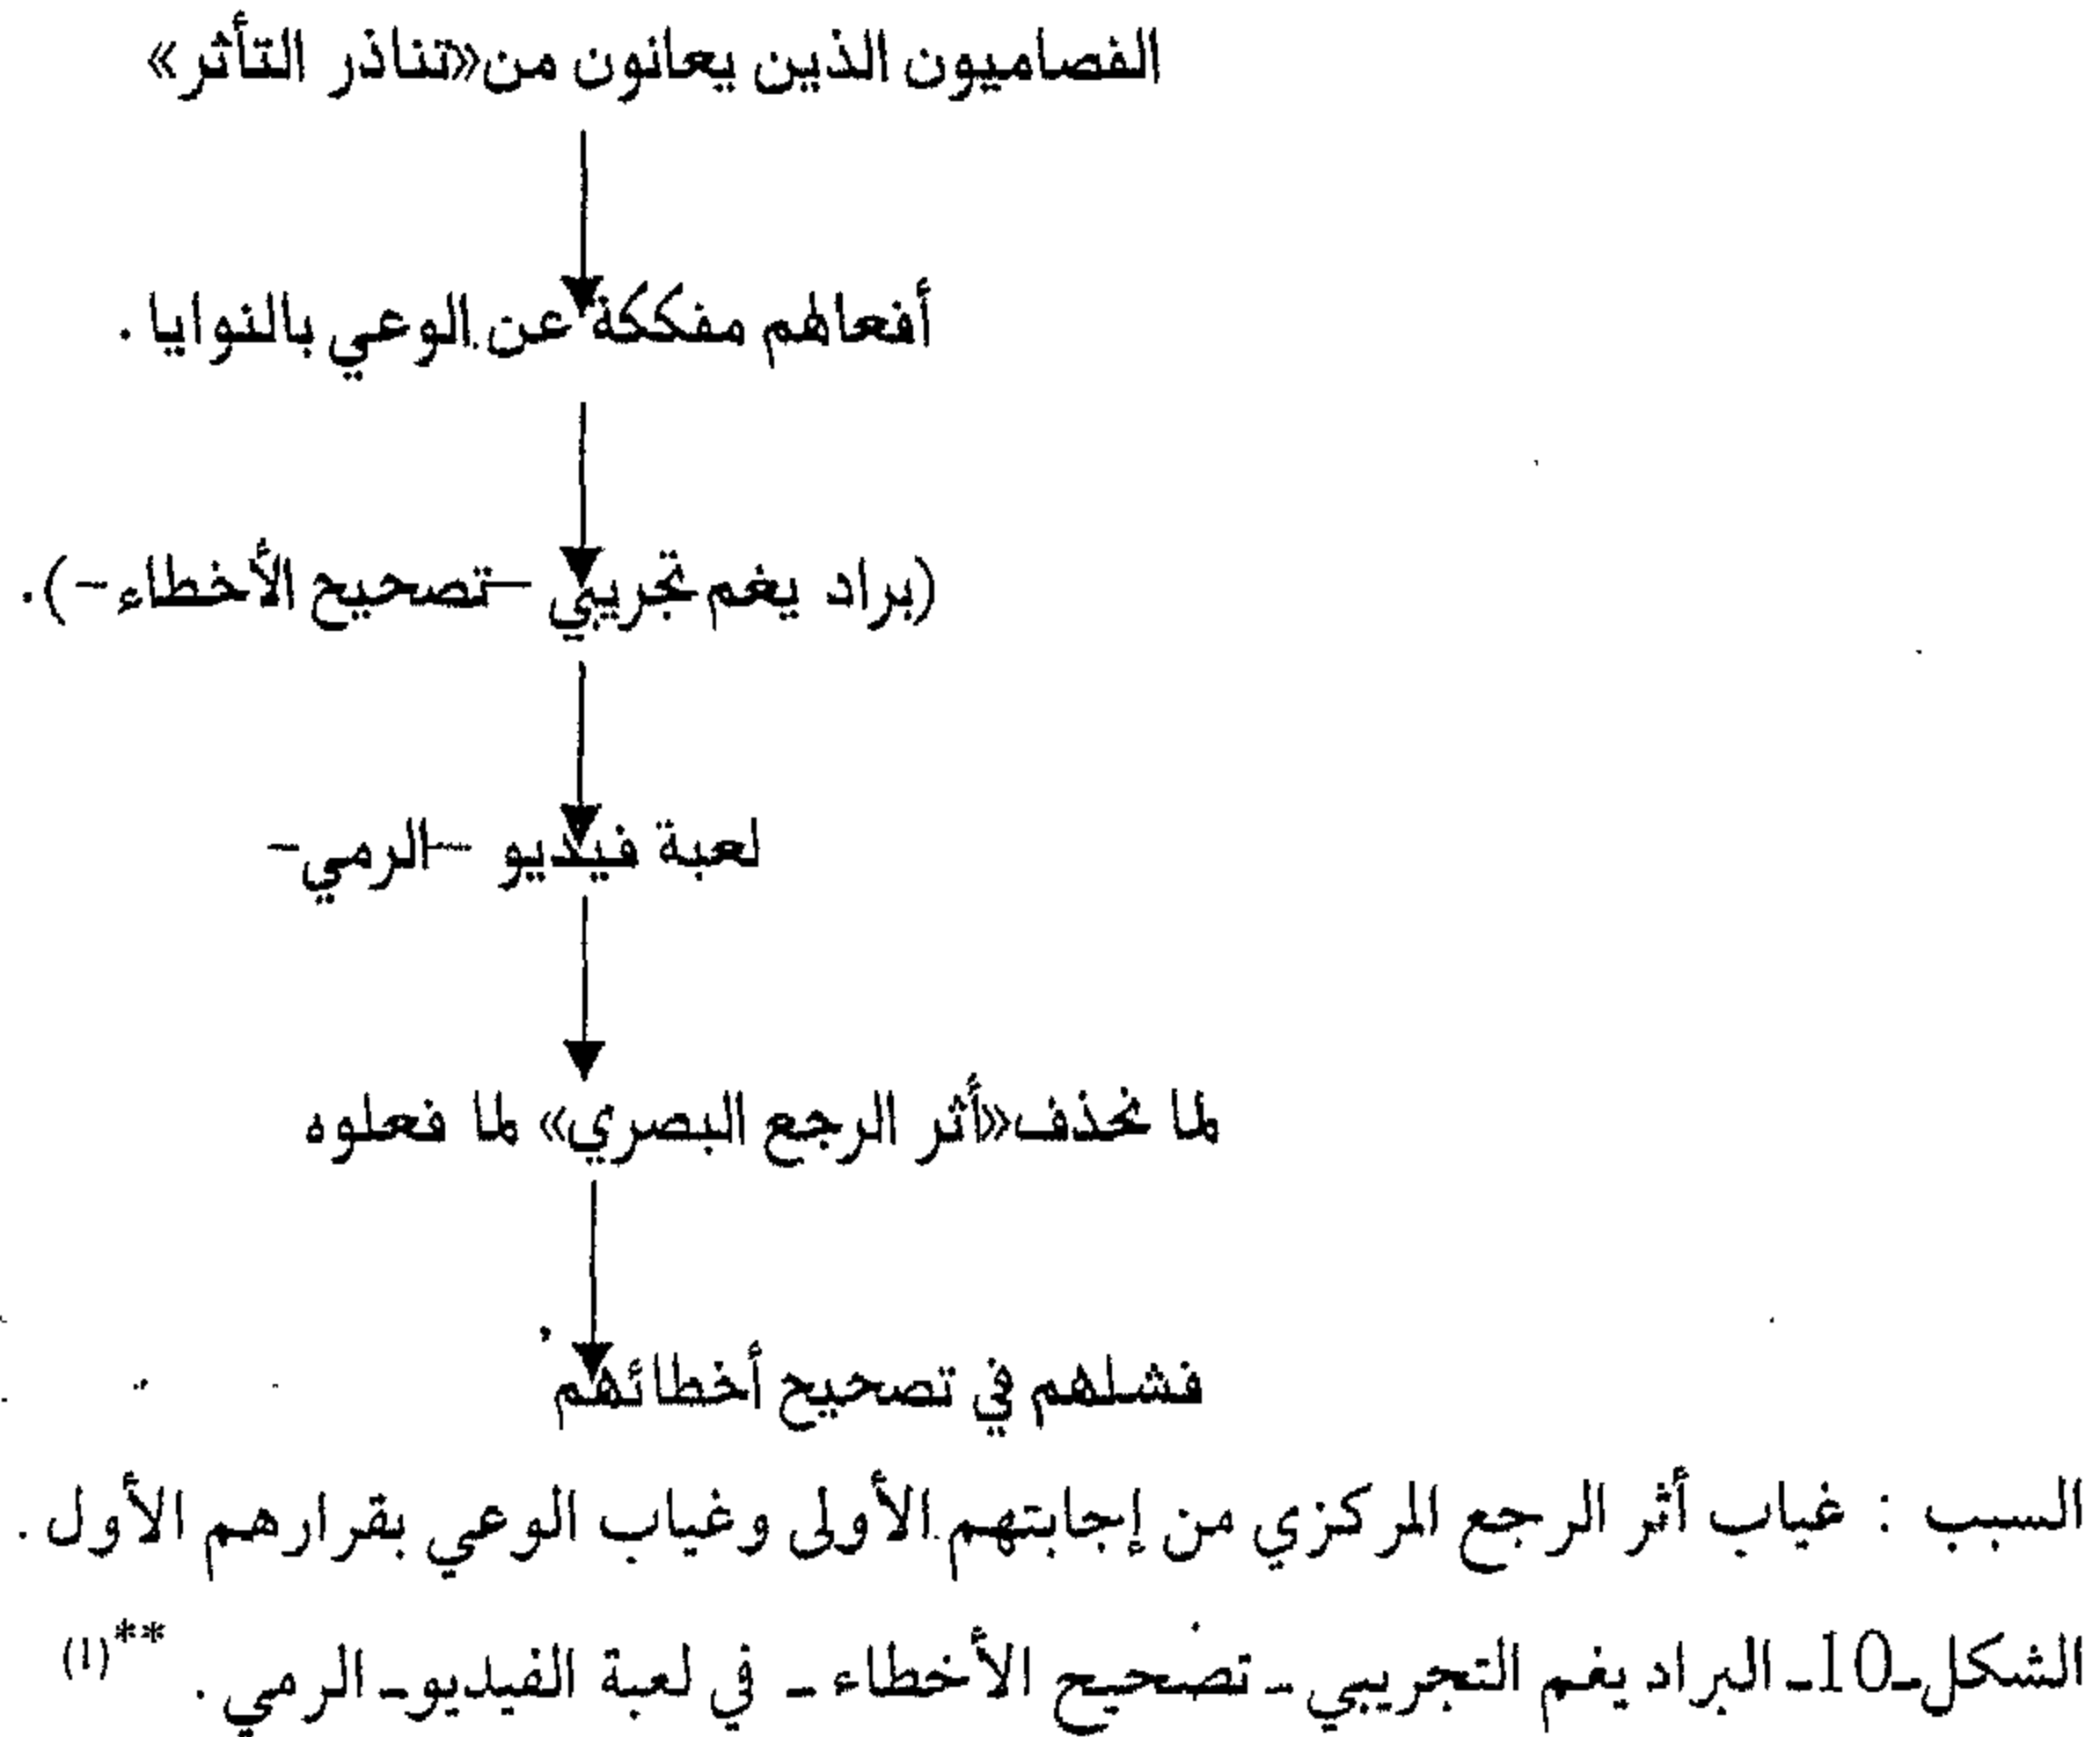 الفصاميون الذين يعانون من«تناذر التأثر»
أفعالهم مفككة عن الوعي بالنوايا .
(براد يغم تجريبي –تصحيح الأخطاء-).
لعبة فيديو –الرمي-
لما نحذف«أثر الرجع البصري» لما فعلوه
فشلهم في تصحيح أخطائهم
السبب : غياب أثر الرجع المركزي من إجابتهم الأولى وغياب الوعي بقرارهم الأول .
الشكل-10- البراد يغم التجريبي - تصحيح الأخطاء - في لعبة الفيديو- الرمي . **(1)